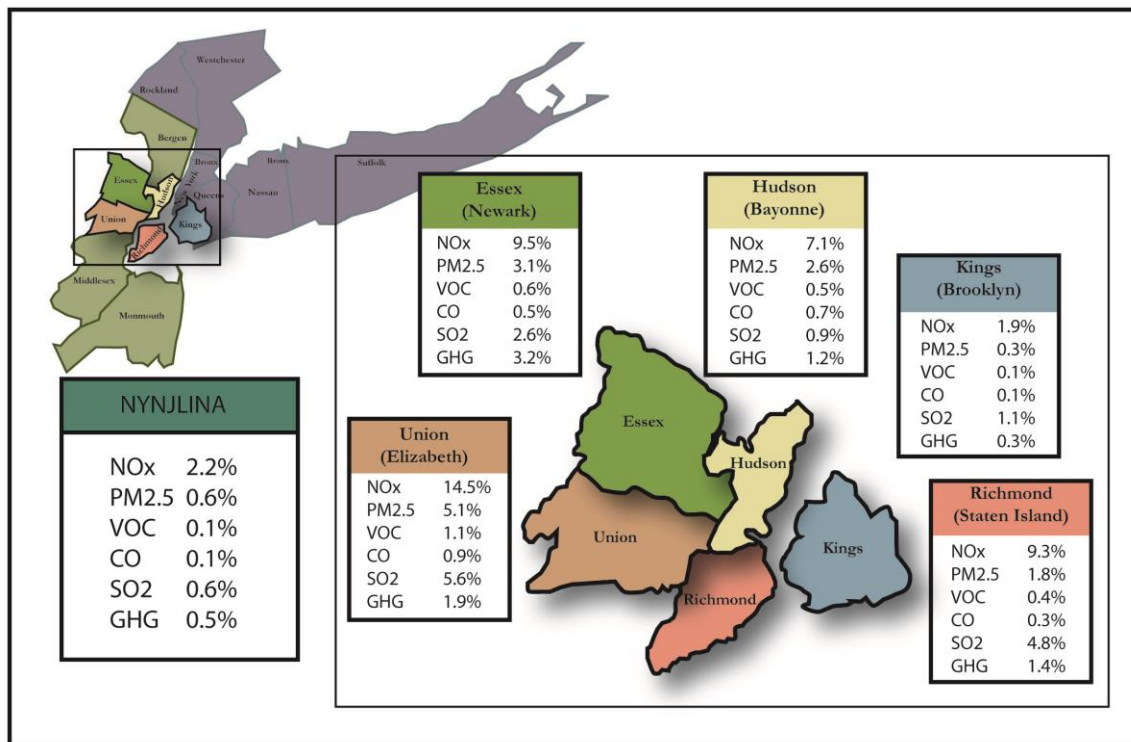 Westchester
Rockland
Bergen
Bronx
Essex
Hudson
New York
Queens
Bronx
Nassau
Suffolk
Union
Kings
Richmond
Middlesex
Monmouth
NYNJLINA
NOx 2.2%
PM2.5 0.6%
VOC 0.1%
CO 0.1%
SO2 0.6%
GHG 0.5%
Essex
(Newark)
NOx 9.5%
PM2.5 3.1%
VOC 0.6%
CO 0.5%
SO2 2.6%
GHG 3.2%
Hudson
(Bayonne)
NOx 7.1%
PM2.5 2.6%
VOC 0.5%
CO 0.7%
SO2 0.9%
GHG 1.2%
Kings
(Brooklyn)
NOx 1.9%
PM2.5 0.3%
VOC 0.1%
CO 0.1%
SO2 1.1%
GHG 0.3%
Union
(Elizabeth)
NOx 14.5%
PM2.5 5.1%
VOC 1.1%
CO 0.9%
SO2 5.6%
GHG 1.9%
Richmond
(Staten Island)
NOx 9.3%
PM2.5 1.8%
VOC 0.4%
CO 0.3%
SO2 4.8%
GHG 1.4%
Essex
Hudson
Union
Kings
Richmond